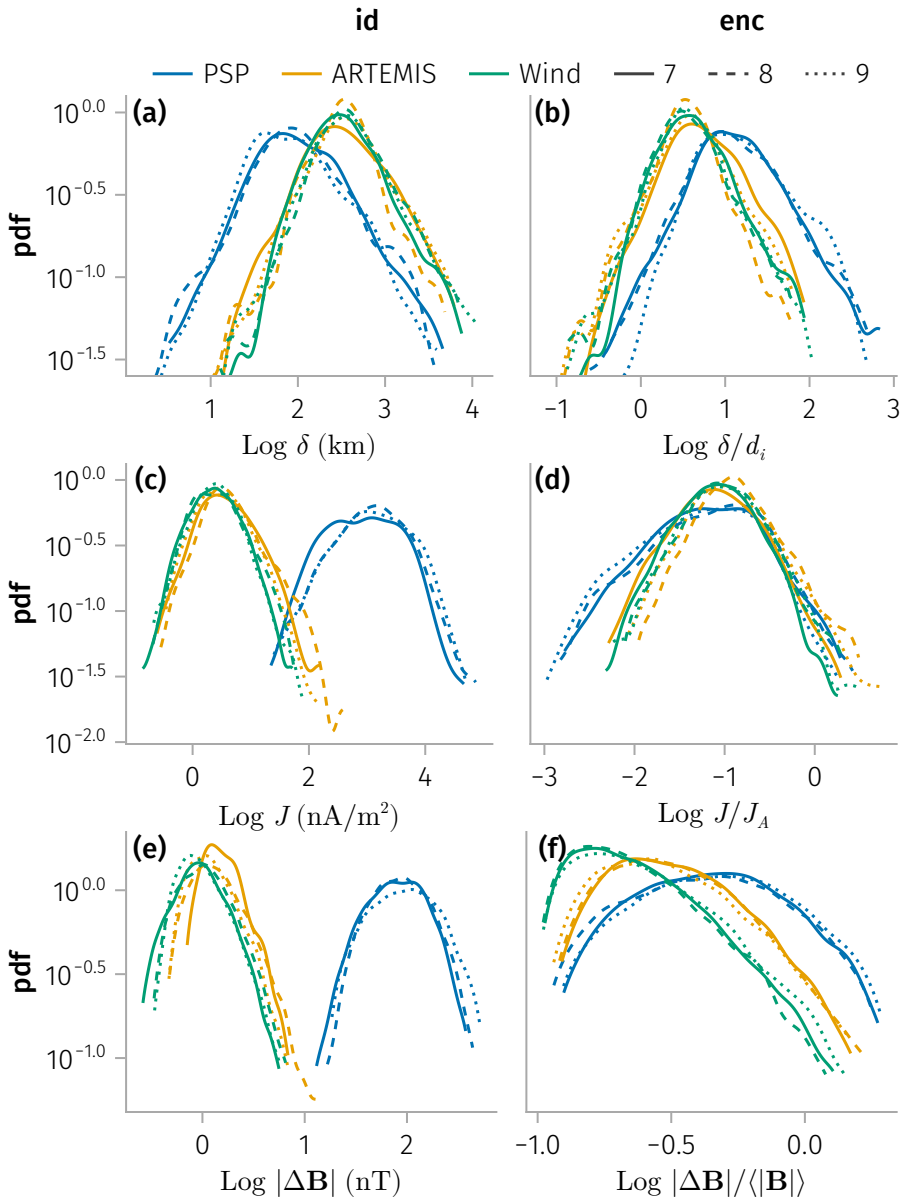 id enc
PSP ARTEMIS Wind 7 8 9
(a) (b)
10^0.0
10^−0.5
10^−1.0
10^−1.5
pdf
1 2 3 4
−1 0 1 2 3
Log δ (km)
Log δ/d_i
(c) (d)
10^0.0
10^−0.5
10^−1.0
10^−1.5
10^−2.0
pdf
0 2 4
−3 −2 −1 0
Log J (nA/m²)
Log J/J_A
(e) (f)
10^0.0
10^−0.5
10^−1.0
pdf
0 1 2
−1.0 −0.5 0.0
Log |ΔB| (nT)
Log |ΔB|/⟨|B|⟩